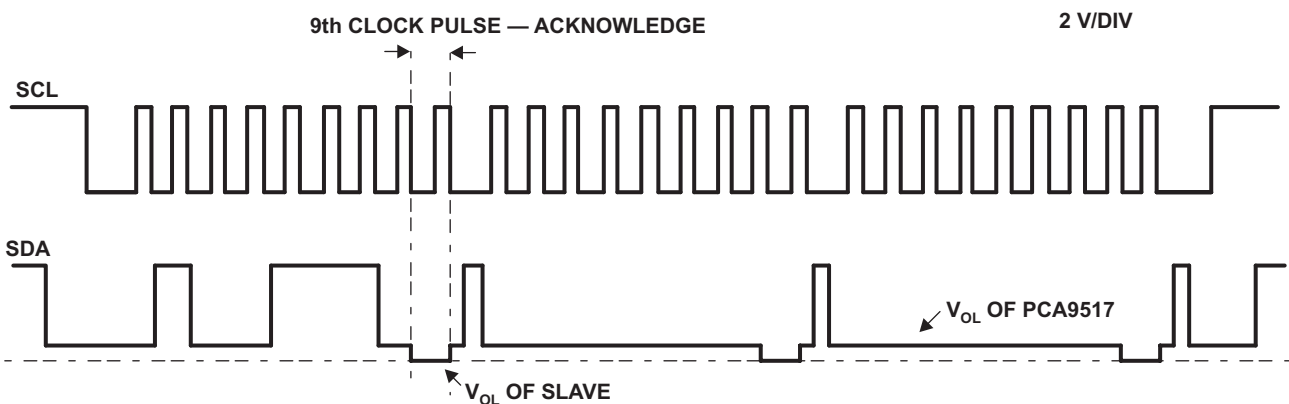 9th CLOCK PULSE — ACKNOWLEDGE
2 V/DIV
SCL
SDA
VOL OF PCA9517
VOL OF SLAVE